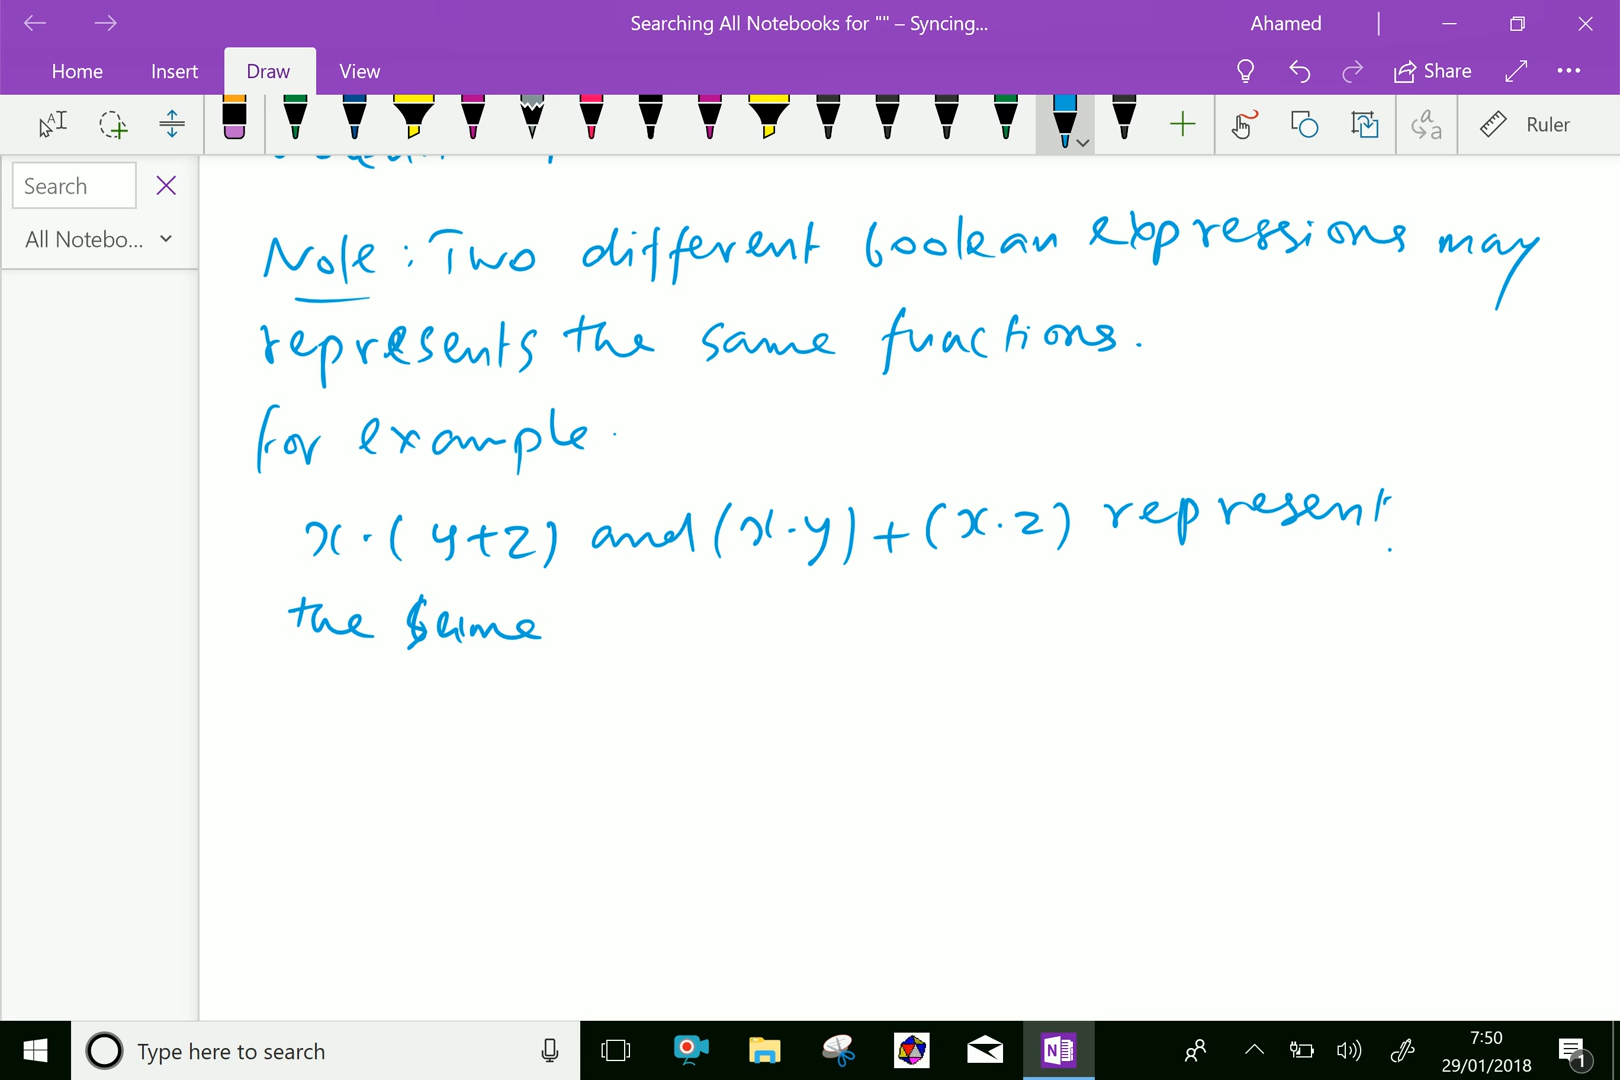 Searching All Notebooks for "" – Syncing...
Ahamed
Home Insert Draw View
Share
Ruler
Search
All Notebo...
Note : Two different boolean expressions may
represents the same functions.
for example.
x . ( y + z ) and ( x . y ) + ( x . z ) represent
the same
Type here to search
7:50
29/01/2018
1